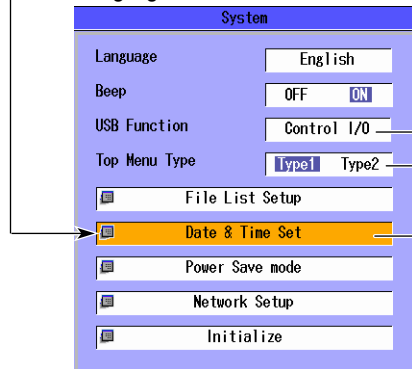 System
Language English
Beep OFF ON
USB Function Control I/O
Top Menu Type Type1 Type2
File List Setup
Date & Time Set
Power Save mode
Network Setup
Initialize